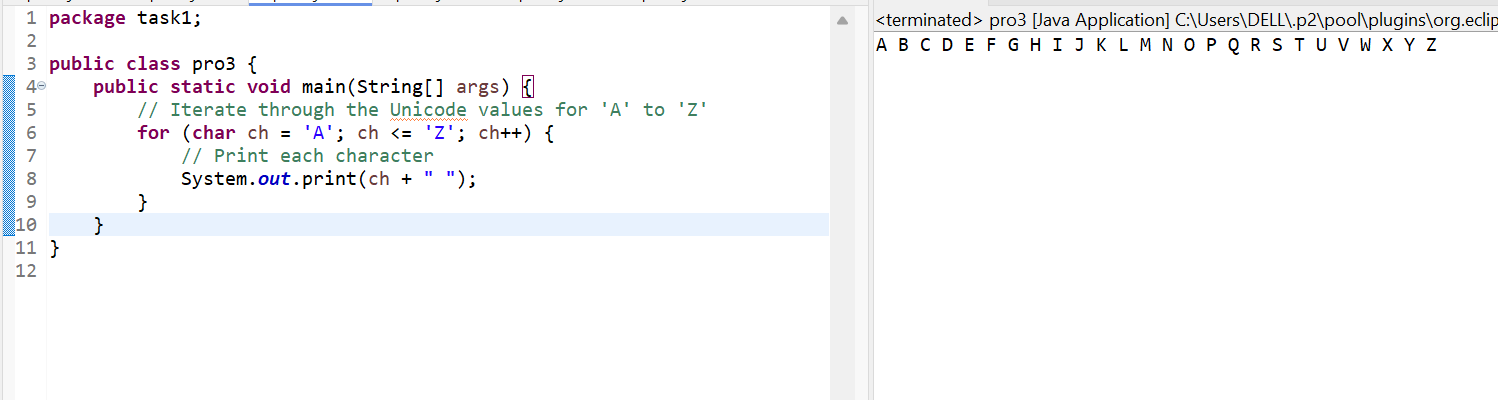 1 package task1;
2
3 public class pro3 {
4     public static void main(String[] args) {
5         // Iterate through the Unicode values for 'A' to 'Z'
6         for (char ch = 'A'; ch <= 'Z'; ch++) {
7             // Print each character
8             System.out.print(ch + " ");
9         }
10     }
11 }
12
<terminated> pro3 [Java Application] C:\Users\DELL\.p2\pool\plugins\org.eclip
A B C D E F G H I J K L M N O P Q R S T U V W X Y Z